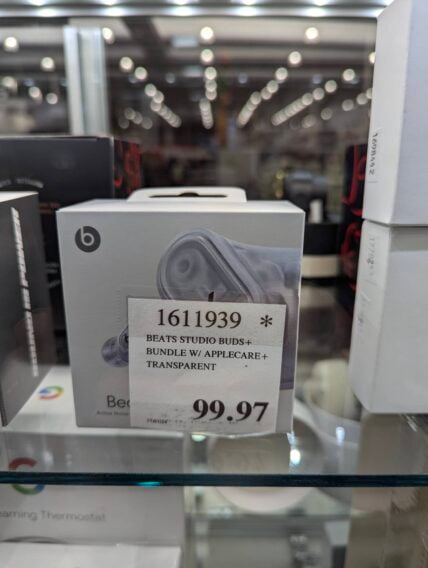 1611939 *
BEATS STUDIO BUDS+
BUNDLE W/ APPLECARE+
TRANSPARENT
99.97
Bea
earning Thermostat